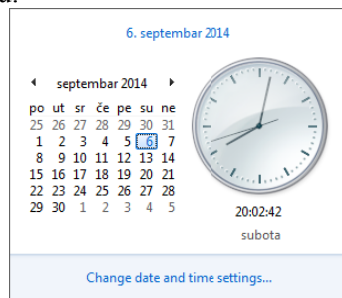 6. septembar 2014
septembar 2014
po ut sr če pe su ne
25 26 27 28 29 30 31
1 2 3 4 5 6 7
8 9 10 11 12 13 14
15 16 17 18 19 20 21
22 23 24 25 26 27 28
29 30 1 2 3 4 5
20:02:42
subota
Change date and time settings...